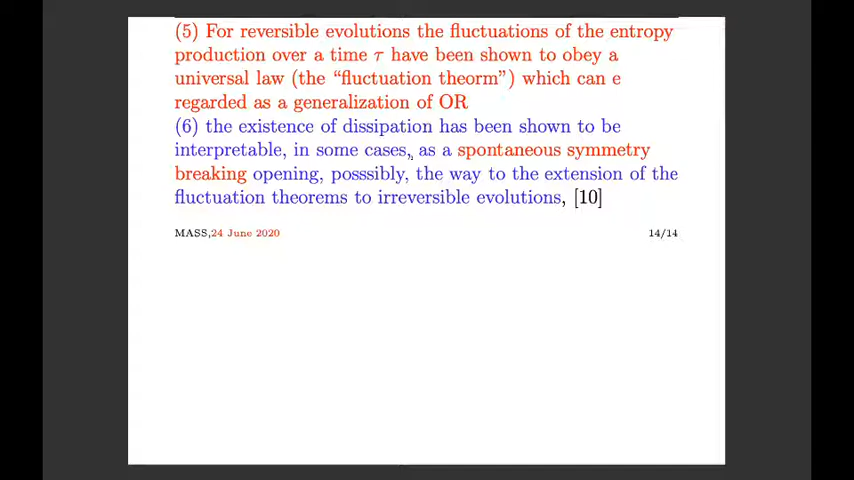 (5) For reversible evolutions the fluctuations of the entropy
production over a time τ have been shown to obey a
universal law (the “fluctuation theorm”) which can e
regarded as a generalization of OR
(6) the existence of dissipation has been shown to be
interpretable, in some cases,, as a spontaneous symmetry
breaking opening, posssibly, the way to the extension of the
fluctuation theorems to irreversible evolutions, [10]
MASS,24 June 2020 14/14